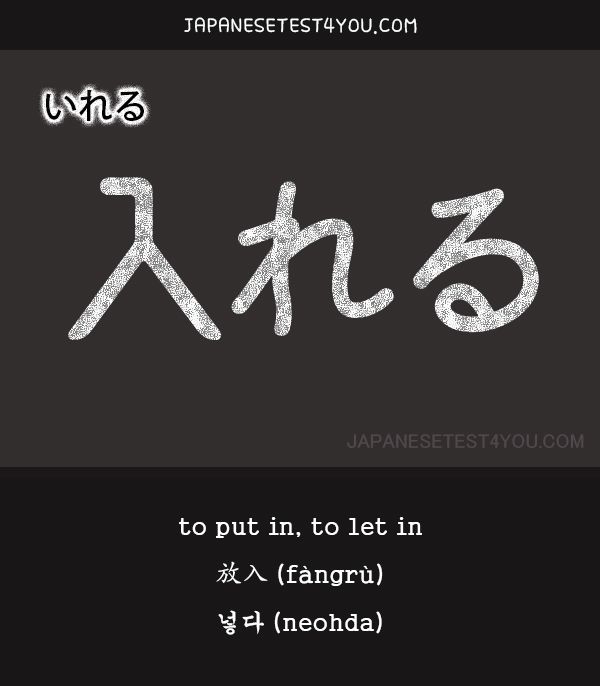 JAPANESETEST4YOU.COM
いれる
入れる
JAPANESETEST4YOU.COM
to put in, to let in
放入 (fàngrù)
넣다 (neohda)